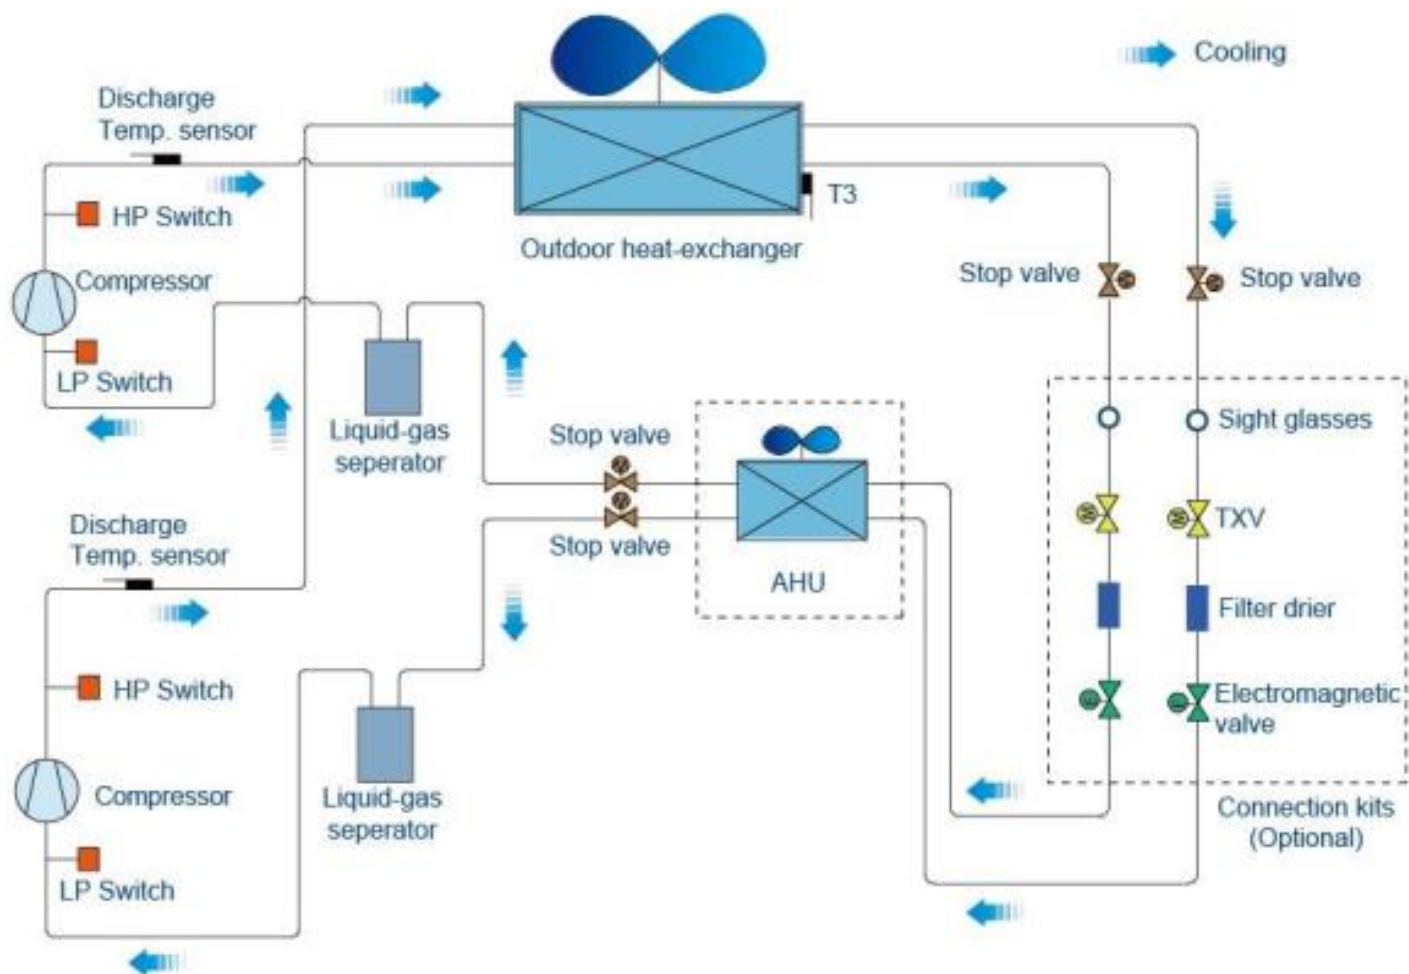 Cooling
Discharge
Temp. sensor
HP Switch
T3
Outdoor heat-exchanger
Compressor
Stop valve
Stop valve
LP Switch
Liquid-gas
seperator
Stop valve
Sight glasses
Discharge
Temp. sensor
Stop valve
TXV
AHU
Filter drier
HP Switch
Electromagnetic
valve
Compressor
Liquid-gas
seperator
Connection kits
(Optional)
LP Switch